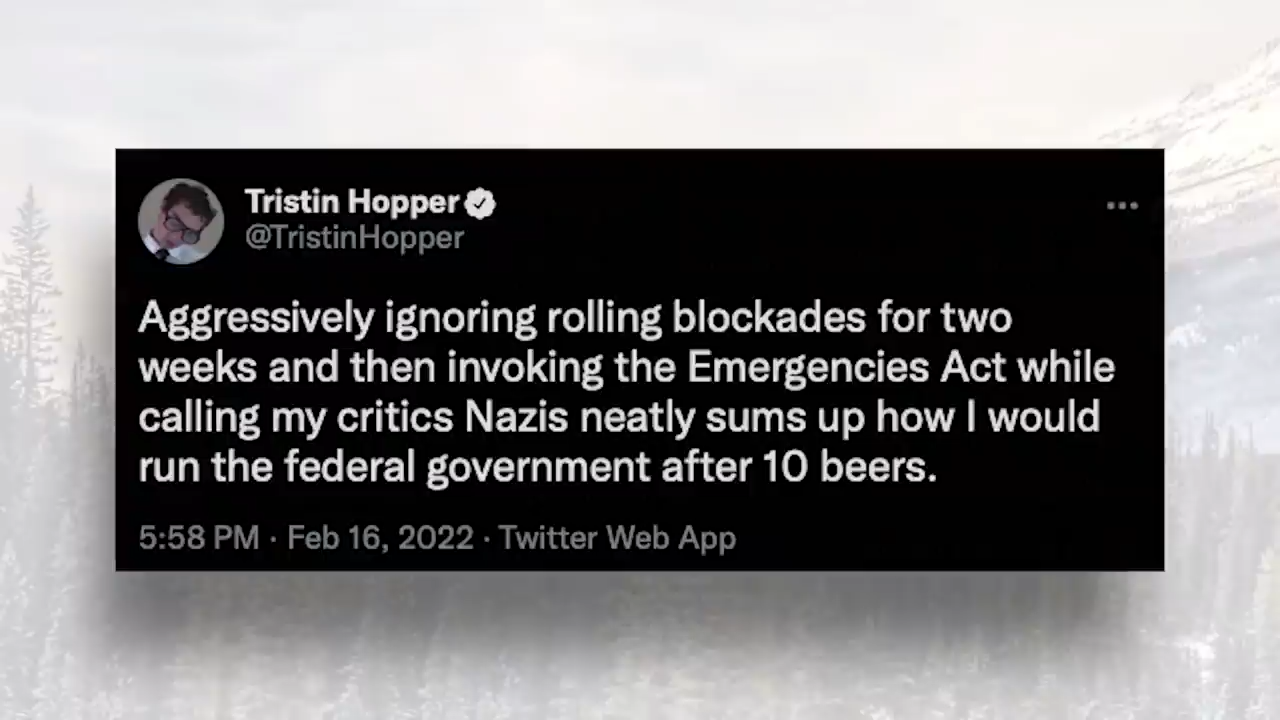 Tristin Hopper
@TristinHopper
Aggressively ignoring rolling blockades for two
weeks and then invoking the Emergencies Act while
calling my critics Nazis neatly sums up how I would
run the federal government after 10 beers.
5:58 PM · Feb 16, 2022 · Twitter Web App